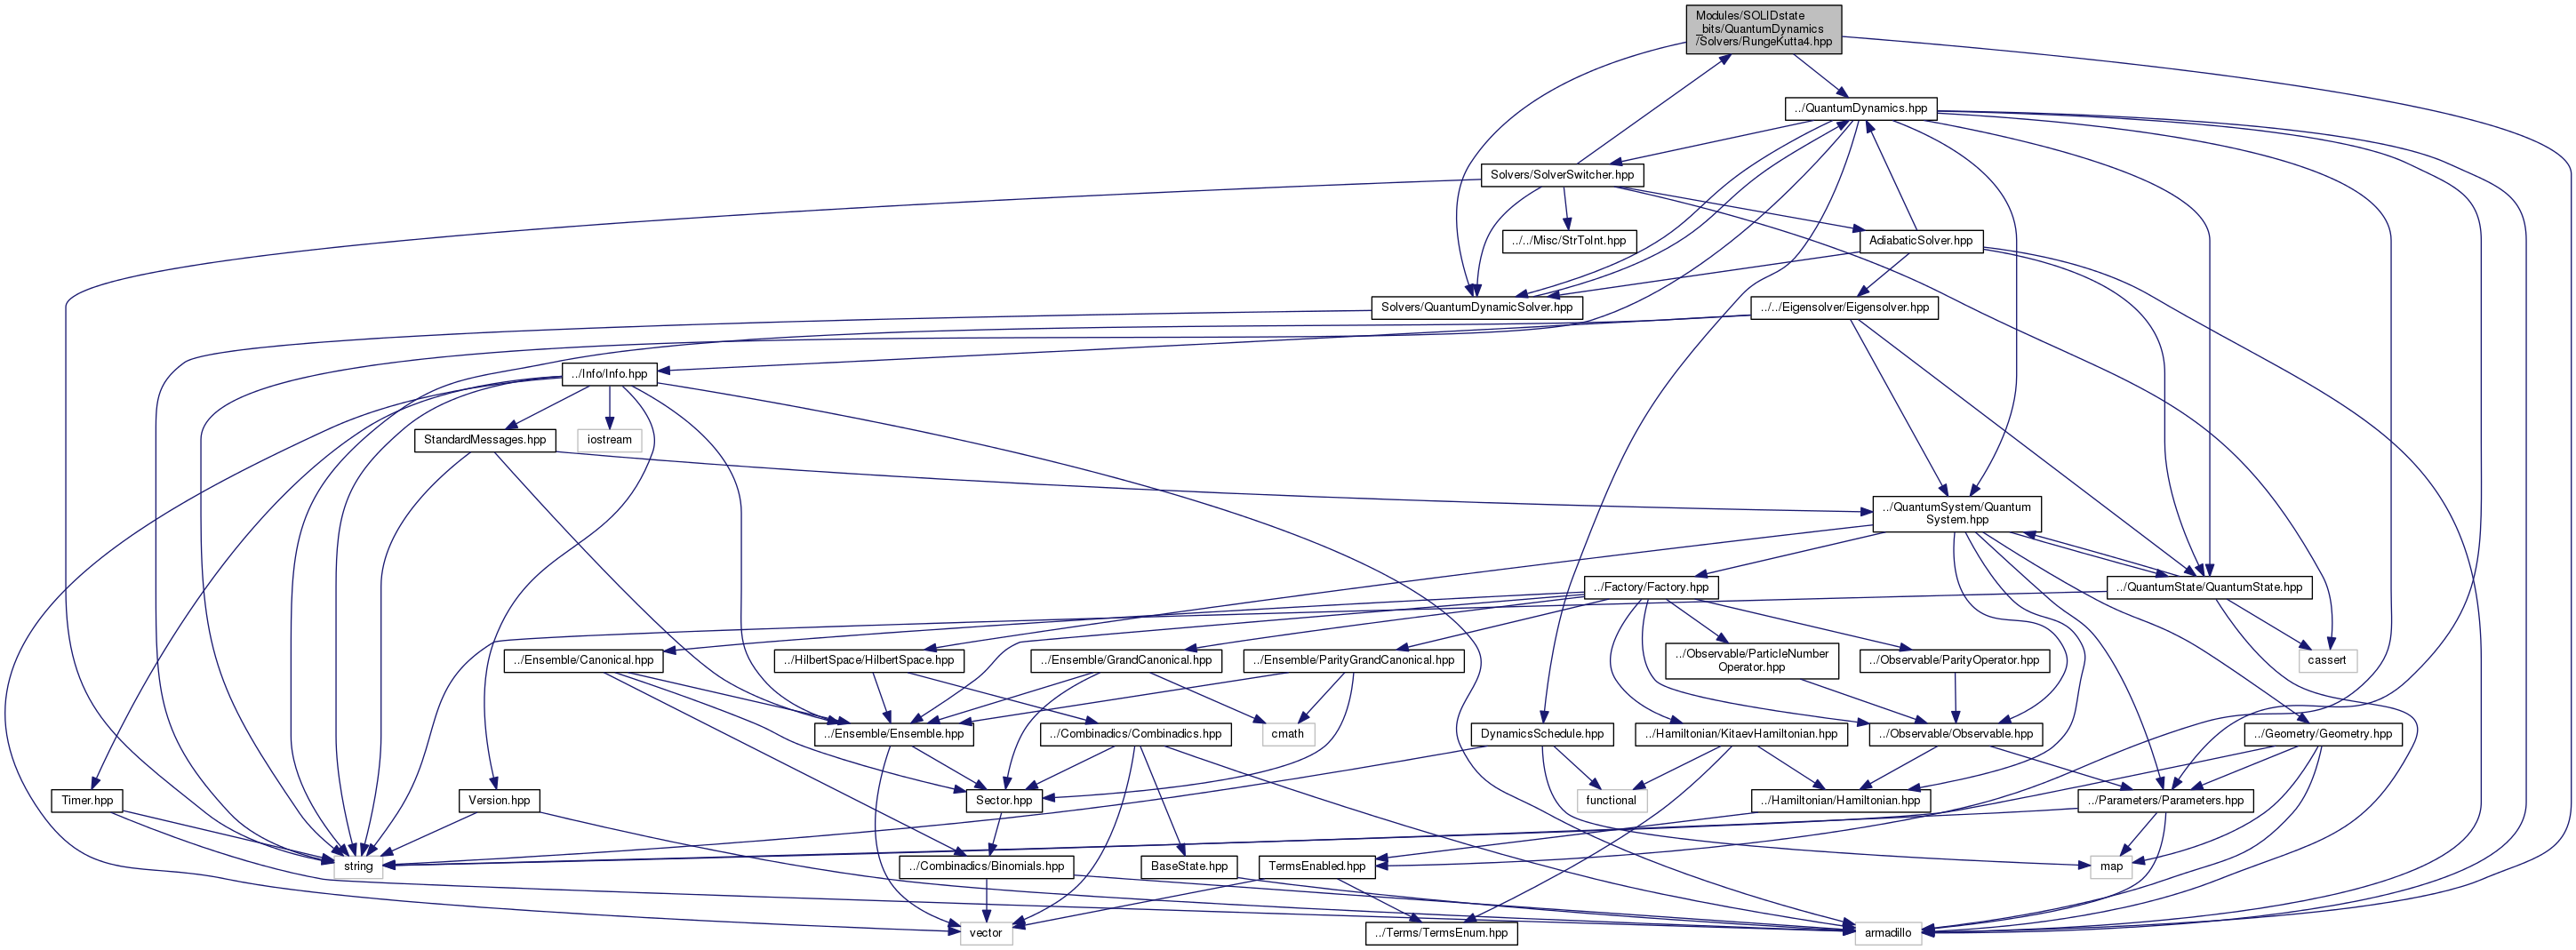 Modules/SOLIDstate
_bits/QuantumDynamics
/Solvers/RungeKutta4.hpp
../QuantumDynamics.hpp
Solvers/SolverSwitcher.hpp
../../Misc/StrToInt.hpp
AdiabaticSolver.hpp
Solvers/QuantumDynamicSolver.hpp
../../Eigensolver/Eigensolver.hpp
../Info/Info.hpp
StandardMessages.hpp
iostream
../QuantumSystem/Quantum
System.hpp
../Factory/Factory.hpp
../QuantumState/QuantumState.hpp
../Ensemble/Canonical.hpp
../HilbertSpace/HilbertSpace.hpp
../Ensemble/GrandCanonical.hpp
../Ensemble/ParityGrandCanonical.hpp
../Observable/ParticleNumber
Operator.hpp
../Observable/ParityOperator.hpp
cassert
../Ensemble/Ensemble.hpp
../Combinadics/Combinadics.hpp
cmath
DynamicsSchedule.hpp
../Hamiltonian/KitaevHamiltonian.hpp
../Observable/Observable.hpp
../Geometry/Geometry.hpp
Timer.hpp
Version.hpp
Sector.hpp
functional
../Hamiltonian/Hamiltonian.hpp
../Parameters/Parameters.hpp
string
../Combinadics/Binomials.hpp
BaseState.hpp
TermsEnabled.hpp
map
vector
../Terms/TermsEnum.hpp
armadillo